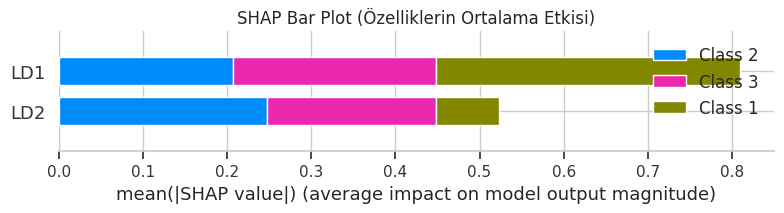 SHAP Bar Plot (Özelliklerin Ortalama Etkisi)
LD1
LD2
Class 2
Class 3
Class 1
0.0 0.1 0.2 0.3 0.4 0.5 0.6 0.7 0.8
mean(|SHAP value|) (average impact on model output magnitude)